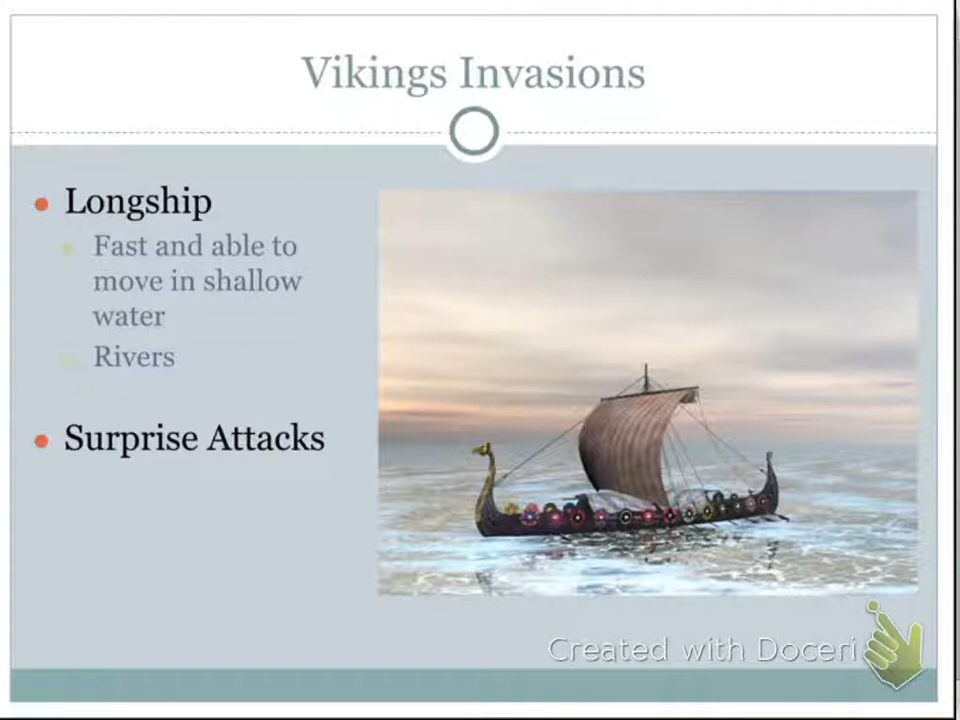 Vikings Invasions
Longship
Fast and able to
move in shallow
water
Rivers
Surprise Attacks
Created with Doceri